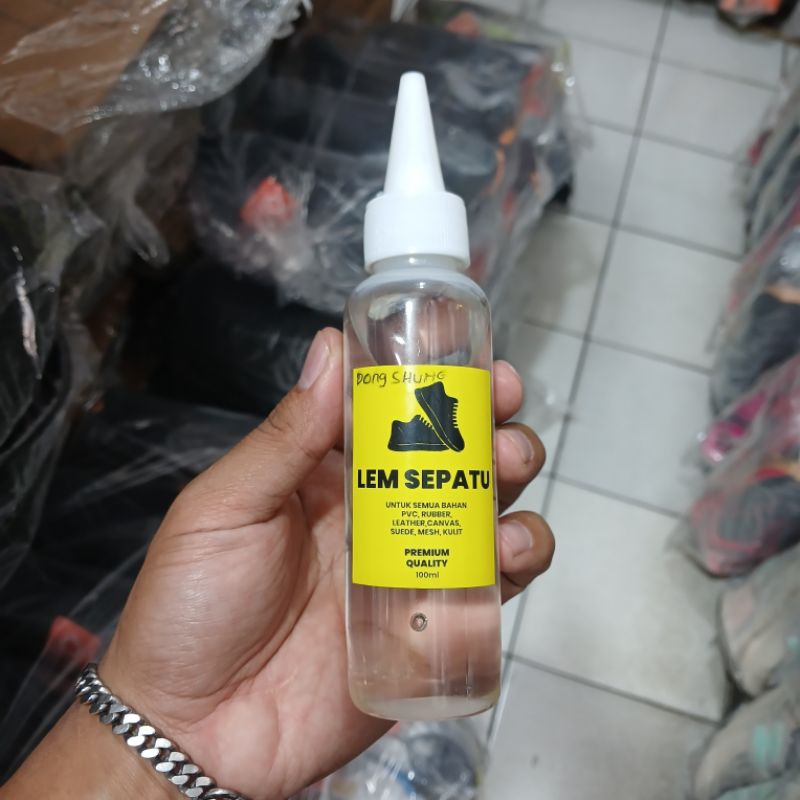 Dong SHUNG
LEM SEPATU
UNTUK SEMUA BAHAN
PVC, RUBBER,
LEATHER,CANVAS,
SUEDE, MESH, KULIT
PREMIUM
QUALITY
100ml